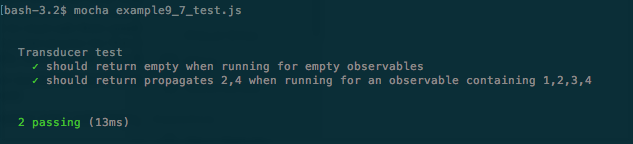 [bash-3.2$ mocha example9_7_test.js
Transducer test
✓ should return empty when running for empty observables
✓ should return propagates 2,4 when running for an observable containing 1,2,3,4
2 passing (13ms)